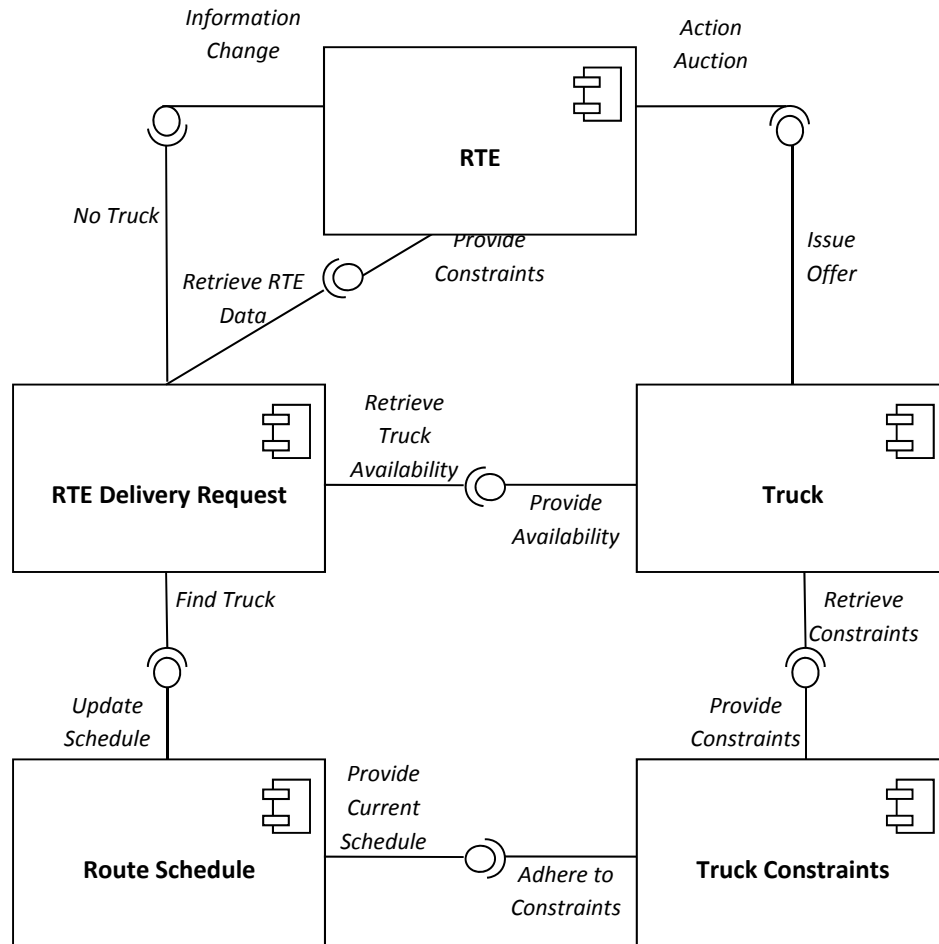 Information
Change
Action
Auction
RTE
No Truck
Provide
Constraints
Issue
Offer
Retrieve RTE
Data
Retrieve
Truck
Availability
RTE Delivery Request
Provide
Availability
Truck
Find Truck
Retrieve
Constraints
Update
Schedule
Provide
Constraints
Provide
Current
Schedule
Route Schedule
Adhere to
Constraints
Truck Constraints